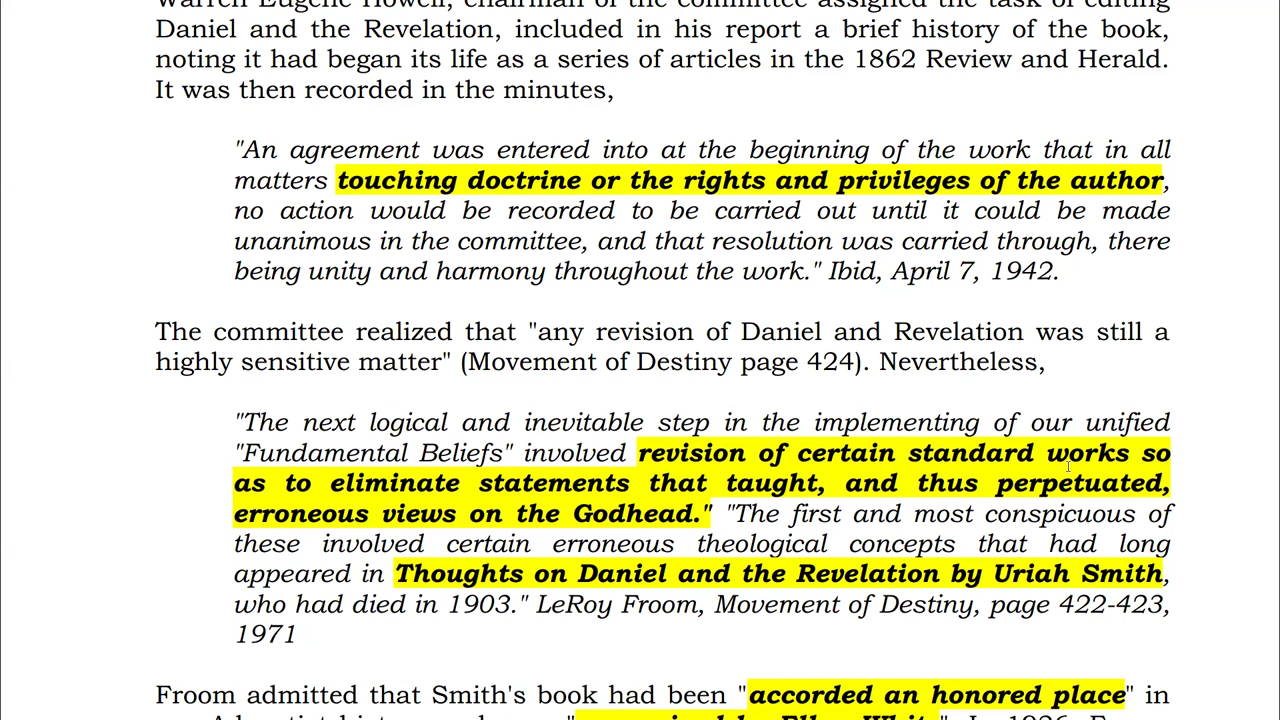 Warren Eugene Howell, chairman of the committee assigned the task of editing
Daniel and the Revelation, included in his report a brief history of the book,
noting it had began its life as a series of articles in the 1862 Review and Herald.
It was then recorded in the minutes,
"An agreement was entered into at the beginning of the work that in all
matters touching doctrine or the rights and privileges of the author,
no action would be recorded to be carried out until it could be made
unanimous in the committee, and that resolution was carried through, there
being unity and harmony throughout the work." Ibid, April 7, 1942.
The committee realized that "any revision of Daniel and Revelation was still a
highly sensitive matter" (Movement of Destiny page 424). Nevertheless,
"The next logical and inevitable step in the implementing of our unified
"Fundamental Beliefs" involved revision of certain standard works so
as to eliminate statements that taught, and thus perpetuated,
erroneous views on the Godhead." "The first and most conspicuous of
these involved certain erroneous theological concepts that had long
appeared in Thoughts on Daniel and the Revelation by Uriah Smith,
who had died in 1903." LeRoy Froom, Movement of Destiny, page 422-423,
1971
Froom admitted that Smith's book had been "accorded an honored place" in